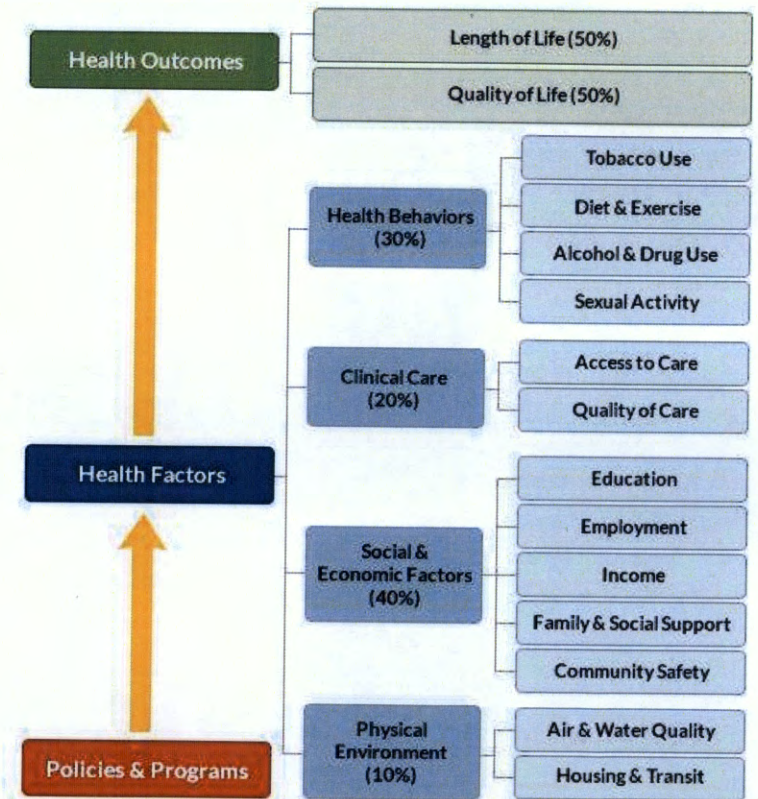 Health Outcomes
Length of Life (50%)
Quality of Life (50%)
Health Behaviors
(30%)
Tobacco Use
Diet & Exercise
Alcohol & Drug Use
Sexual Activity
Clinical Care
(20%)
Access to Care
Quality of Care
Health Factors
Social &
Economic Factors
(40%)
Education
Employment
Income
Family & Social Support
Community Safety
Physical
Environment
(10%)
Air & Water Quality
Housing & Transit
Policies & Programs